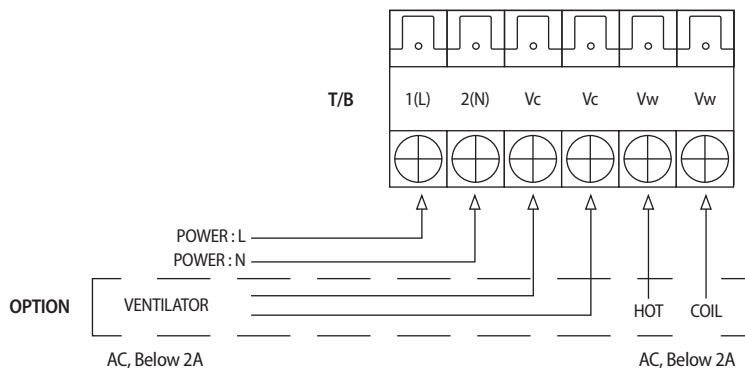 T/B 1(L) 2(N) Vc Vc Vw Vw
POWER : L
POWER : N
OPTION VENTILATOR HOT COIL
AC, Below 2A AC, Below 2A